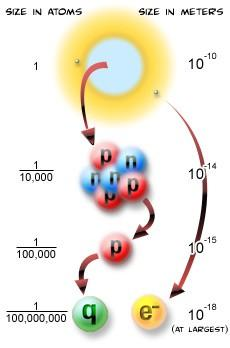 SIZE IN ATOMS
SIZE IN METERS
1
10-10
p
n
n
n
p
p
1
10,000
10-14
p
1
100,000
10-15
q
e-
1
100,000,000
10-18
(AT LARGEST)